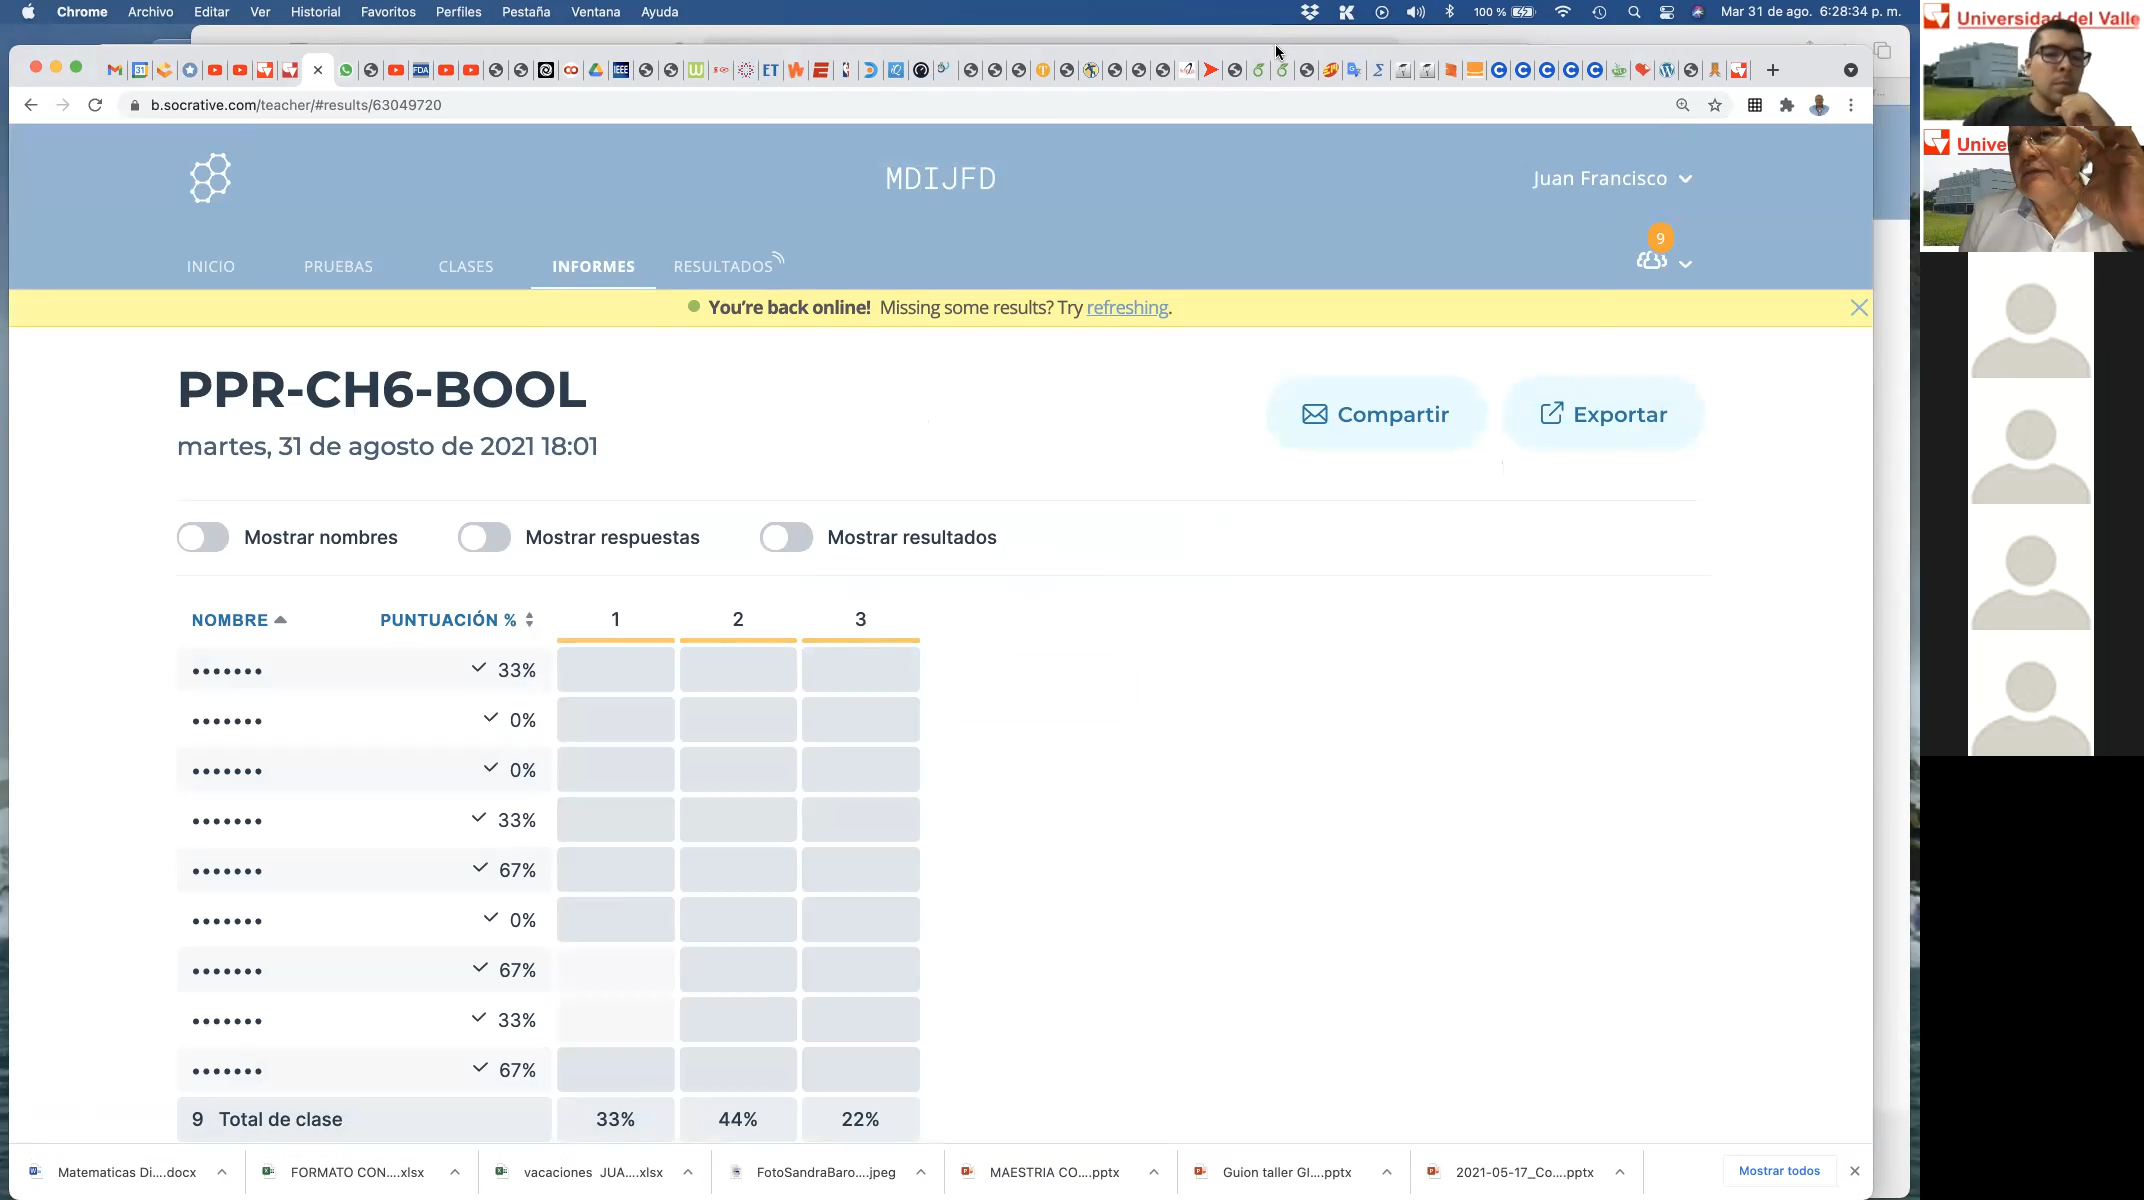 Chrome Archivo Editar Ver Historial Favoritos Perfiles Pestaña Ventana Ayuda
100 % Mar 31 de ago. 6:28:34 p. m.
b.socrative.com/teacher/#results/63049720
MDIJFD
Juan Francisco
9
INICIO PRUEBAS CLASES INFORMES RESULTADOS
You're back online! Missing some results? Try refreshing.
PPR-CH6-BOOL
Compartir Exportar
martes, 31 de agosto de 2021 18:01
Mostrar nombres Mostrar respuestas Mostrar resultados
NOMBRE PUNTUACIÓN % 1 2 3
••••••• 33%
••••••• 0%
••••••• 0%
••••••• 33%
••••••• 67%
••••••• 0%
••••••• 67%
••••••• 33%
••••••• 67%
9 Total de clase 33% 44% 22%
Matematicas Di....docx FORMATO CON....xlsx vacaciones JUA....xlsx FotoSandraBaro....jpeg MAESTRIA CO....pptx Guion taller GI....pptx 2021-05-17_Co....pptx Mostrar todos
Universidad del Valle
Unive